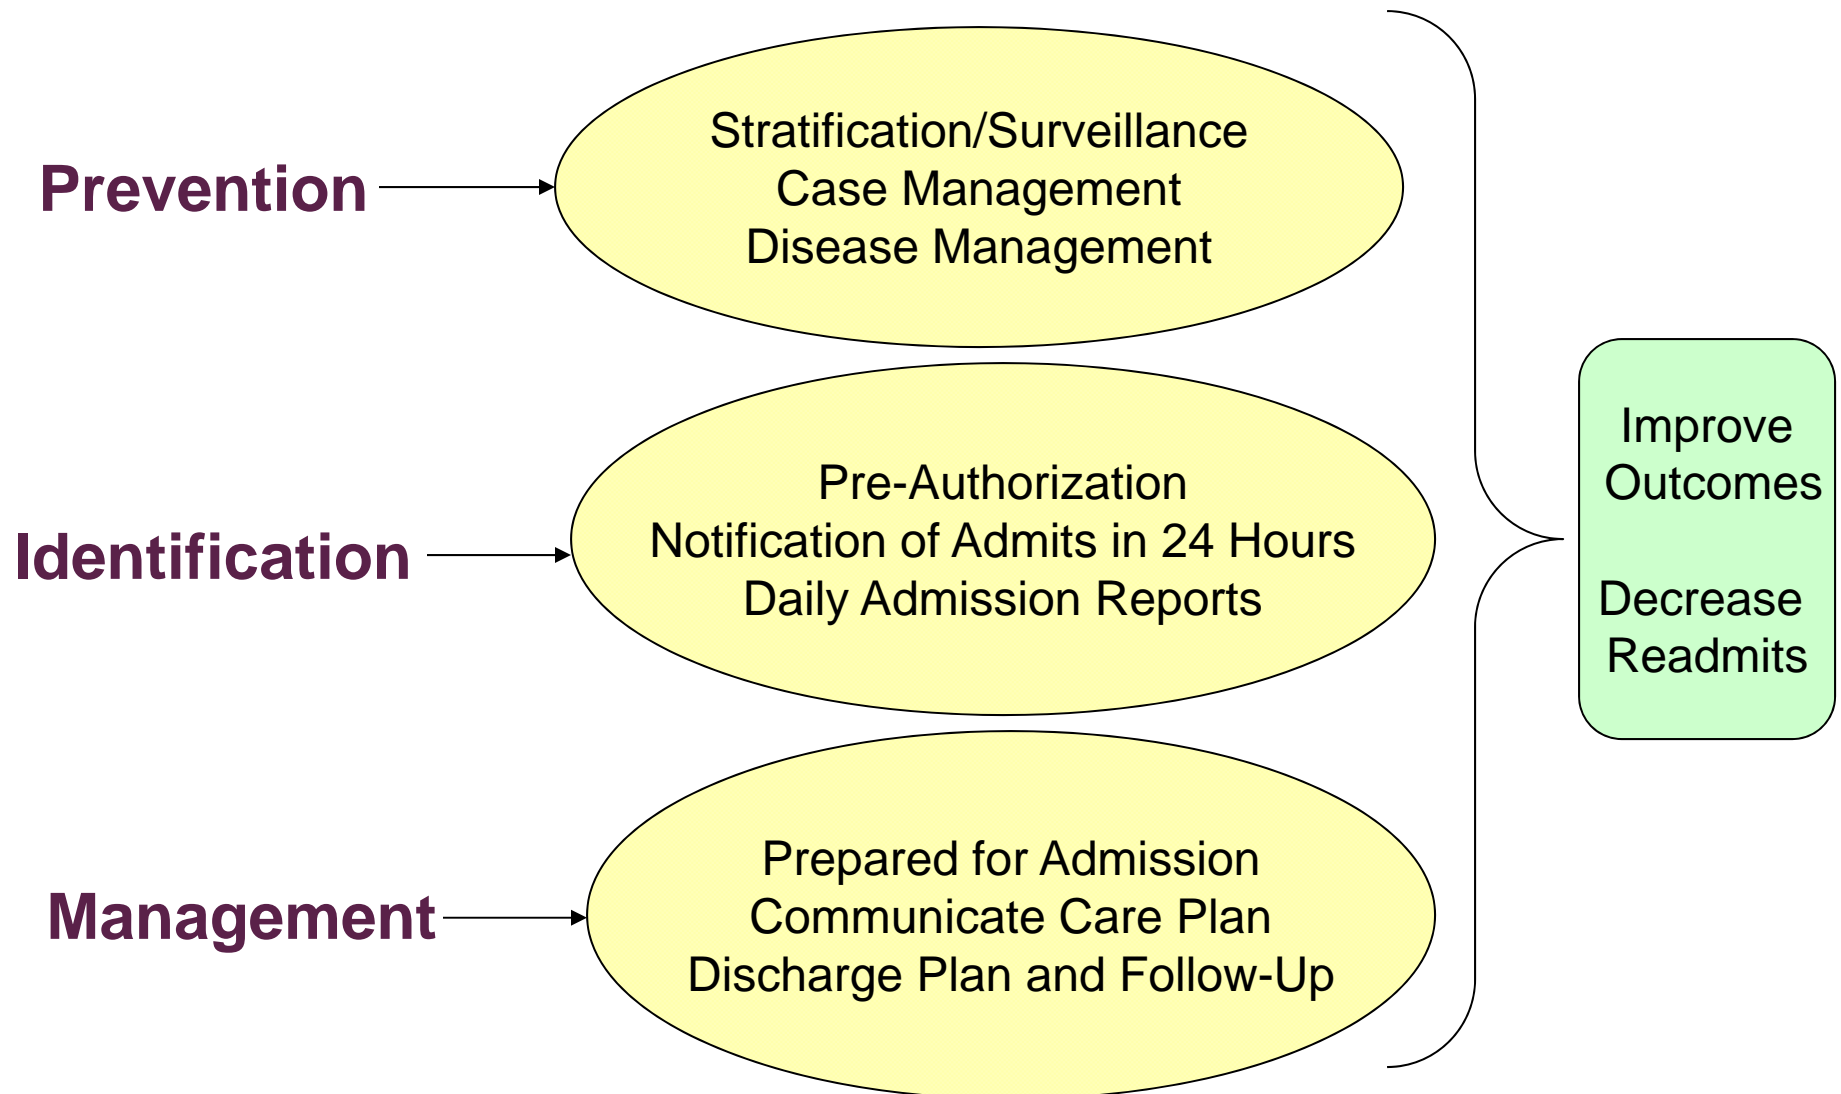 Prevention
Stratification/Surveillance
Case Management
Disease Management
Identification
Pre-Authorization
Notification of Admits in 24 Hours
Daily Admission Reports
Management
Prepared for Admission
Communicate Care Plan
Discharge Plan and Follow-Up
Improve
Outcomes
Decrease
Readmits